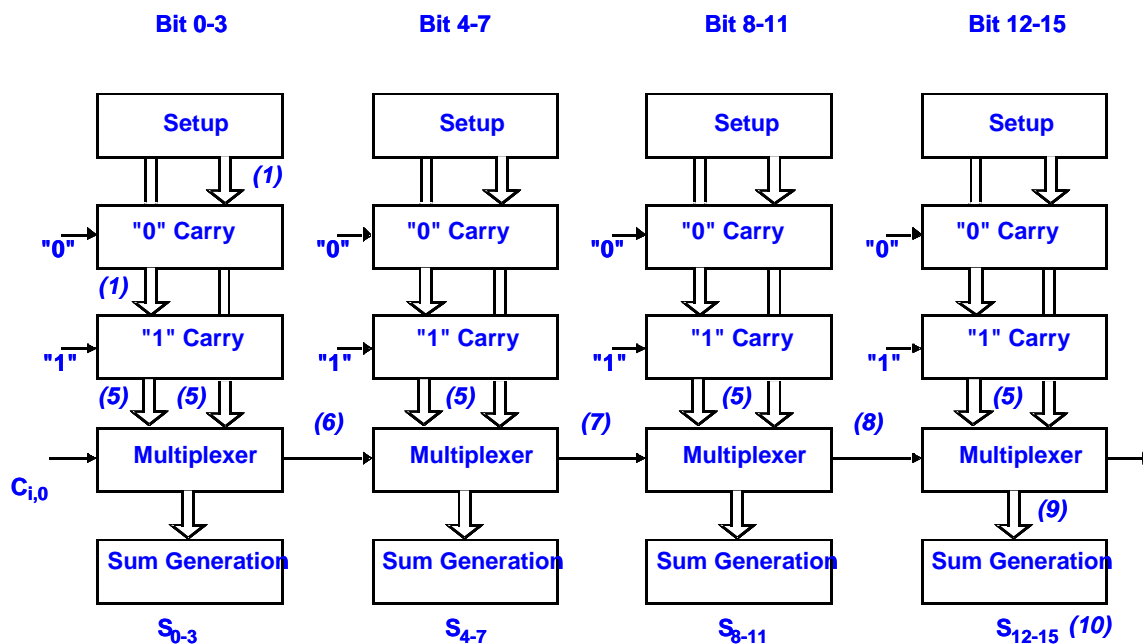 Bit 0-3 Bit 4-7 Bit 8-11 Bit 12-15
Setup Setup Setup Setup
(1)
"0" "0" Carry "0" "0" Carry "0" "0" Carry "0" "0" Carry
(1)
"1" "1" Carry "1" "1" Carry "1" "1" Carry "1" "1" Carry
(5) (5) (5) (5) (5)
(6) (7) (8)
Multiplexer Multiplexer Multiplexer Multiplexer
Ci,0
(9)
Sum Generation Sum Generation Sum Generation Sum Generation
S0-3 S4-7 S8-11 S12-15 (10)